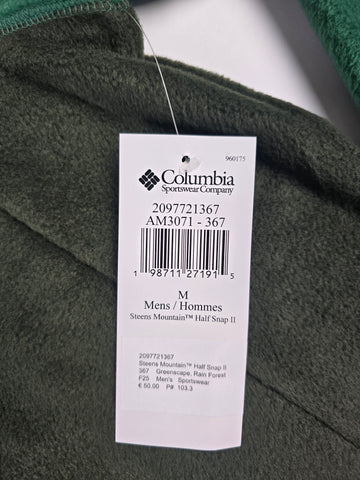 960175
Columbia
Sportswear Company
2097721367
AM3071 - 367
1 98711 27191 5
M
Mens / Hommes
Steens Mountain™ Half Snap II
2097721367
Steens Mountain™ Half Snap II
367 Greenscape, Rain Forest
F25 Men's Sportswear
€ 50.00 P# 103.3